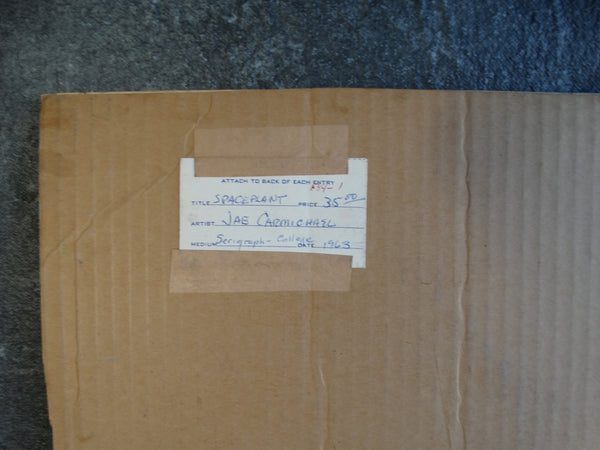 ATTACH TO BACK OF EACH ENTRY
TITLE SPACEPLANT PRICE 35.00
ARTIST JAE CARMICHAEL
MEDIUM Serigraph - Collage DATE 1963